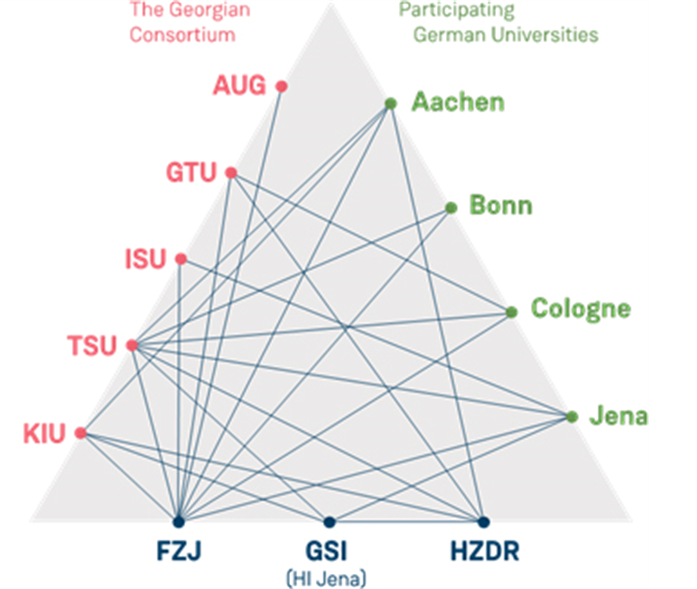 The Georgian
Consortium
Participating
German Universities
AUG
Aachen
GTU
Bonn
ISU
Cologne
TSU
Jena
KIU
FZJ
GSI
HZDR
(HI Jena)